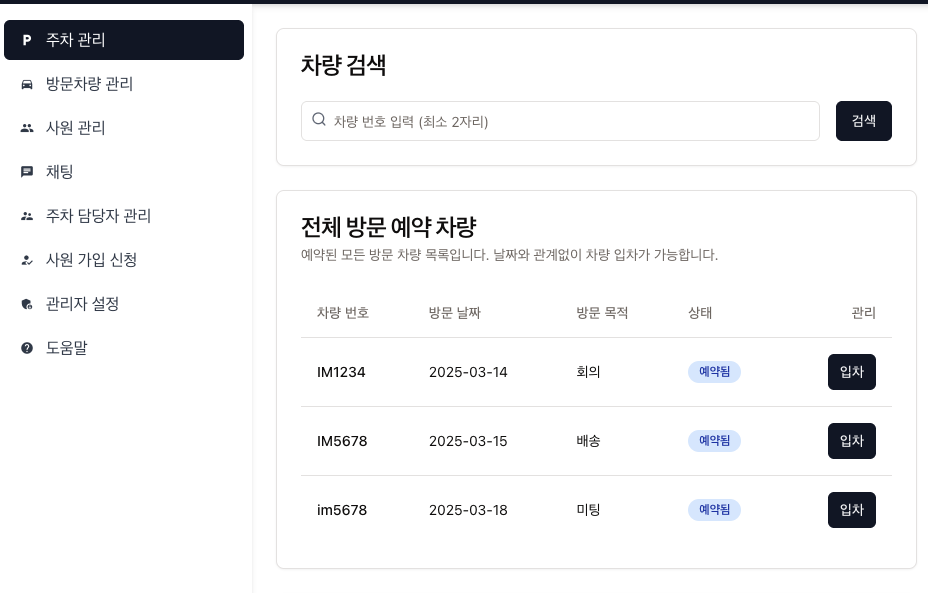 주차 관리
방문차량 관리
사원 관리
채팅
주차 담당자 관리
사원 가입 신청
관리자 설정
도움말
차량 검색
차량 번호 입력 (최소 2자리)
검색
전체 방문 예약 차량
예약된 모든 방문 차량 목록입니다. 날짜와 관계없이 차량 입차가 가능합니다.
차량 번호 방문 날짜 방문 목적 상태 관리
IM1234 2025-03-14 회의 예약됨 입차
IM5678 2025-03-15 배송 예약됨 입차
im5678 2025-03-18 미팅 예약됨 입차